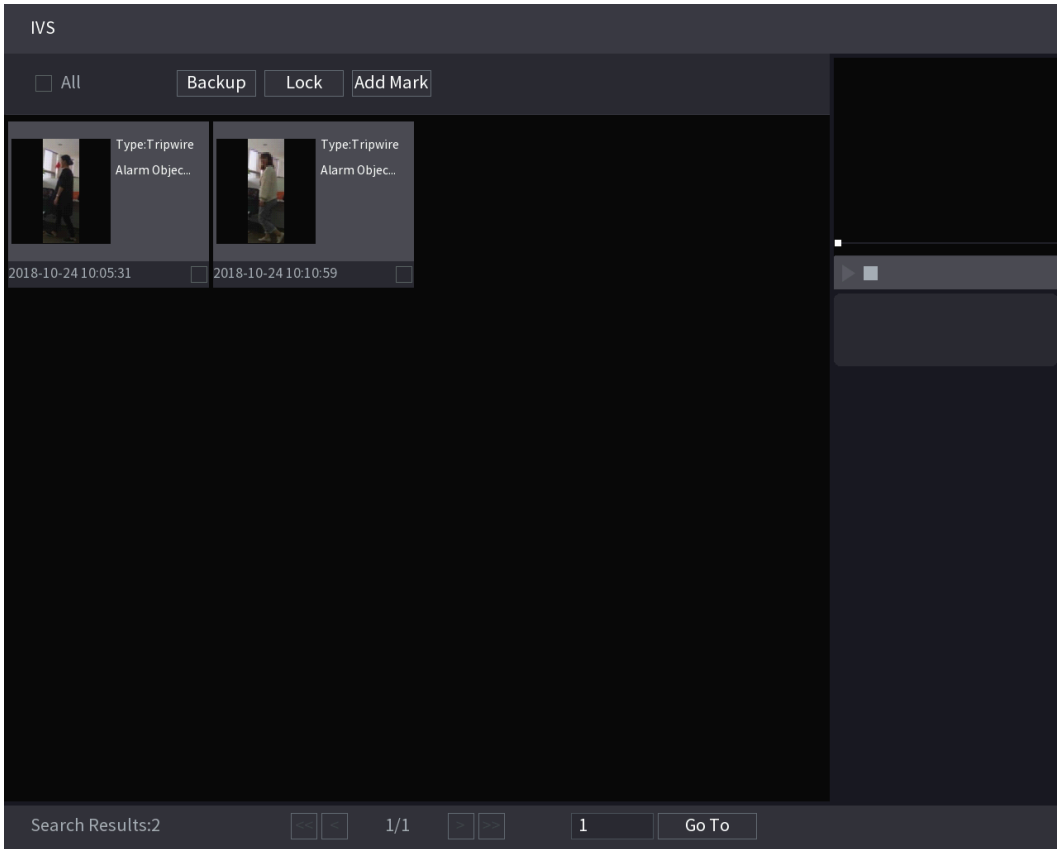 IVS
All
Backup
Lock
Add Mark
Type:Tripwire
Alarm Objec...
2018-10-24 10:05:31
Type:Tripwire
Alarm Objec...
2018-10-24 10:10:59
Search Results:2
<<
<
1/1
>
>>
1
Go To